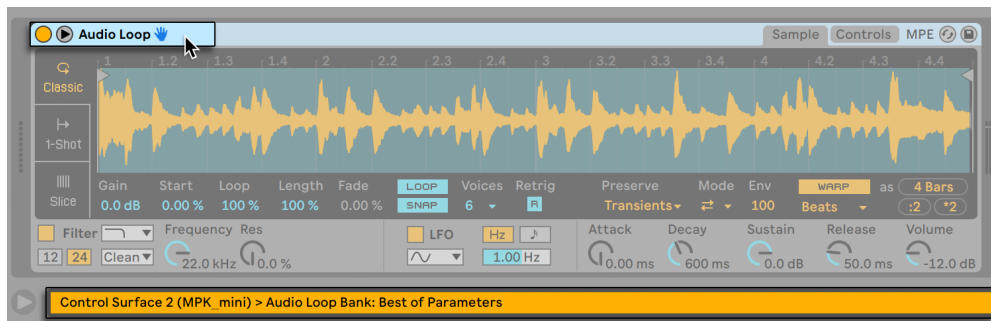 Audio Loop
Sample Controls MPE
1 1.2 1.3 1.4 2 2.2 2.3 2.4 3 3.2 3.3 3.4 4 4.2 4.3 4.4
Classic
1-Shot
Slice
Gain Start Loop Length Fade LOOP Voices Retrig Preserve Mode Env WARP as 4 Bars
0.0 dB 0.00 % 100 % 100 % 0.00 % SNAP 6 R Transients 100 Beats :2 *2
Filter Frequency Res LFO Hz Attack Decay Sustain Release Volume
12 24 Clean 22.0 kHz 0.0 % 1.00 Hz 0.00 ms 600 ms 0.0 dB 50.0 ms -12.0 dB
Control Surface 2 (MPK_mini) > Audio Loop Bank: Best of Parameters